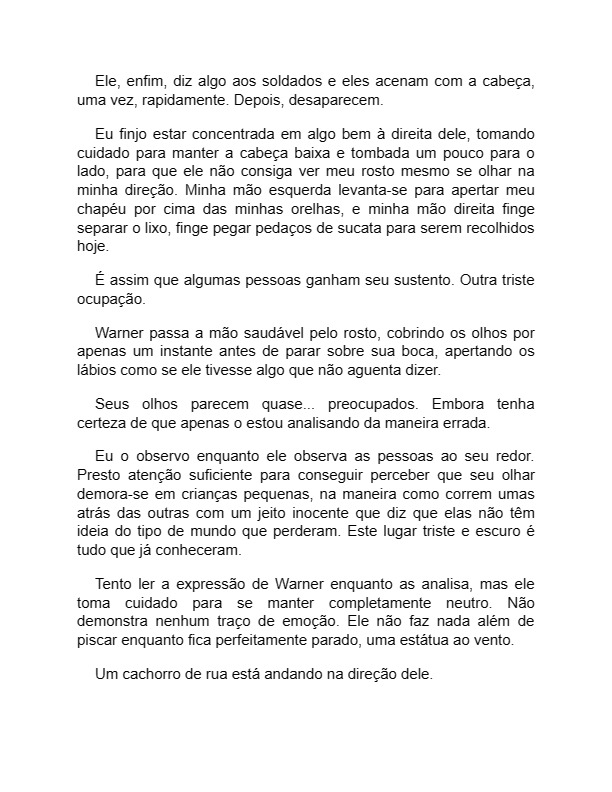 Ele, enfim, diz algo aos soldados e eles acenam com a cabeça,
uma vez, rapidamente. Depois, desaparecem.
Eu finjo estar concentrada em algo bem à direita dele, tomando
cuidado para manter a cabeça baixa e tombada um pouco para o
lado, para que ele não consiga ver meu rosto mesmo se olhar na
minha direção. Minha mão esquerda levanta-se para apertar meu
chapéu por cima das minhas orelhas, e minha mão direita finge
separar o lixo, finge pegar pedaços de sucata para serem recolhidos
hoje.
É assim que algumas pessoas ganham seu sustento. Outra triste
ocupação.
Warner passa a mão saudável pelo rosto, cobrindo os olhos por
apenas um instante antes de parar sobre sua boca, apertando os
lábios como se ele tivesse algo que não aguenta dizer.
Seus olhos parecem quase... preocupados. Embora tenha
certeza de que apenas o estou analisando da maneira errada.
Eu o observo enquanto ele observa as pessoas ao seu redor.
Presto atenção suficiente para conseguir perceber que seu olhar
demora-se em crianças pequenas, na maneira como correm umas
atrás das outras com um jeito inocente que diz que elas não têm
ideia do tipo de mundo que perderam. Este lugar triste e escuro é
tudo que já conheceram.
Tento ler a expressão de Warner enquanto as analisa, mas ele
toma cuidado para se manter completamente neutro. Não
demonstra nenhum traço de emoção. Ele não faz nada além de
piscar enquanto fica perfeitamente parado, uma estátua ao vento.
Um cachorro de rua está andando na direção dele.